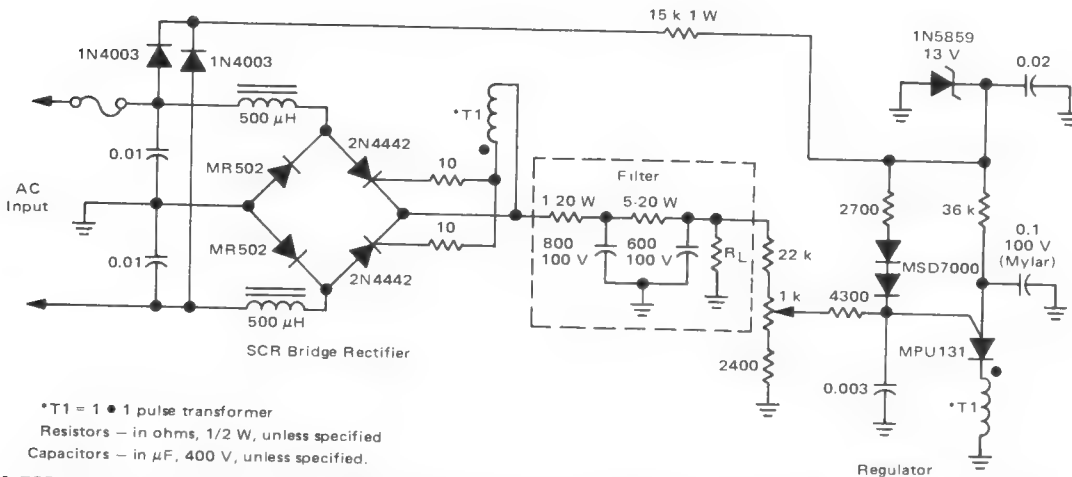 15 k 1 W
1N5859
13 V
0.02
1N4003
1N4003
*T1
500 μH
2N4442
0.01
MR502
10
Filter
AC
Input
1-20 W
5-20 W
2700
36 k
0.1
100 V
(Mylar)
10
800
100 V
600
100 V
RL
22 k
MSD7000
MR502
0.01
2N4442
1 k
4300
500 μH
MPU131
SCR Bridge Rectifier
2400
0.003
*T1
*T1 = 1 • 1 pulse transformer
Resistors – in ohms, 1/2 W, unless specified
Capacitors – in μF, 400 V, unless specified.
Regulator